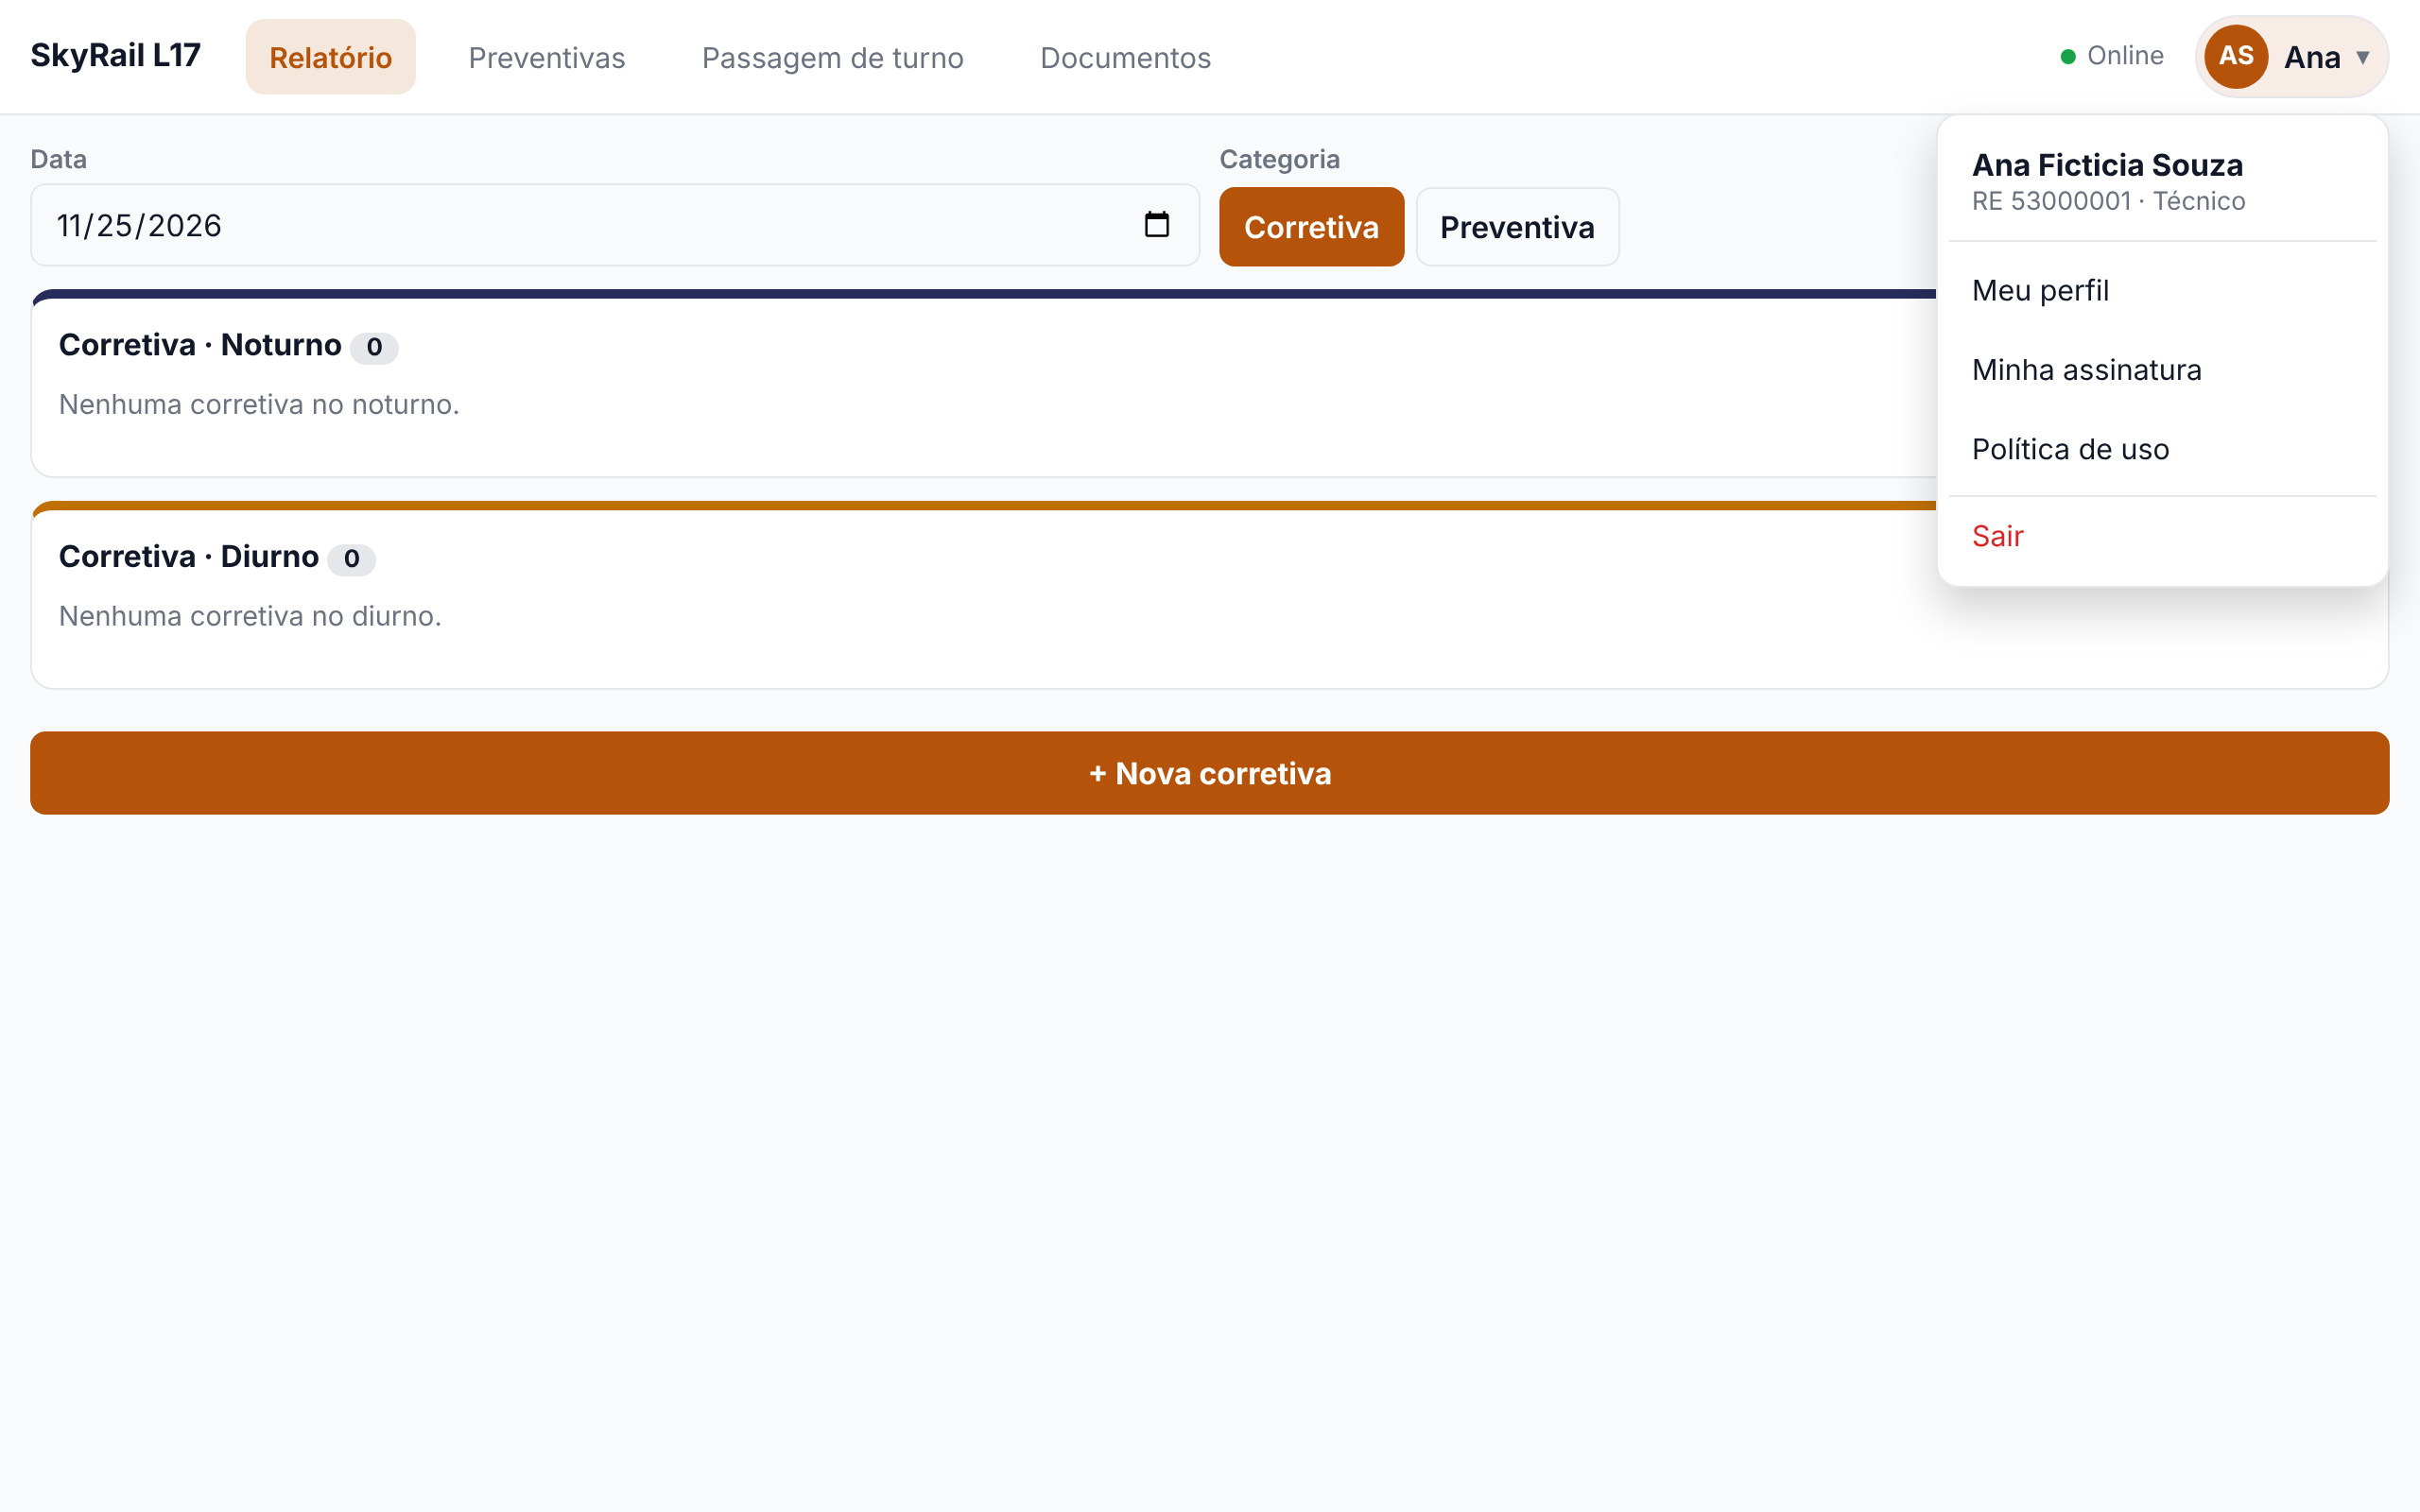 SkyRail L17
Relatório
Preventivas
Passagem de turno
Documentos
Online
AS
Ana ▾
Data
11/25/2026
Categoria
Corretiva
Preventiva
Ana Ficticia Souza
RE 53000001 · Técnico
Meu perfil
Minha assinatura
Política de uso
Sair
Corretiva · Noturno 0
Nenhuma corretiva no noturno.
Corretiva · Diurno 0
Nenhuma corretiva no diurno.
+ Nova corretiva